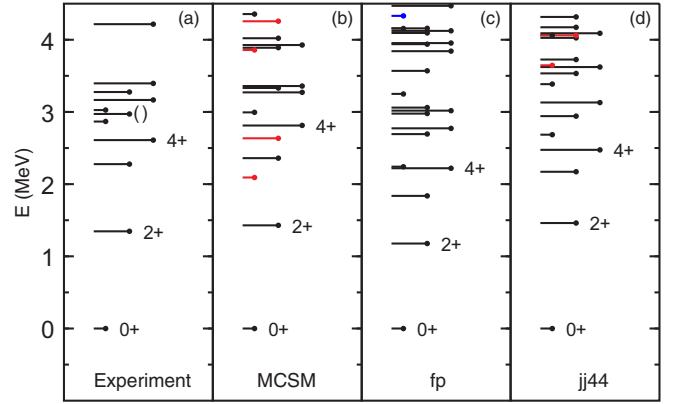 (a) (b) (c) (d)
4
3
2
1
0
E (MeV)
( )
4+ 4+ 4+ 4+
2+ 2+ 2+ 2+
0+ 0+ 0+ 0+
Experiment MCSM fp jj44